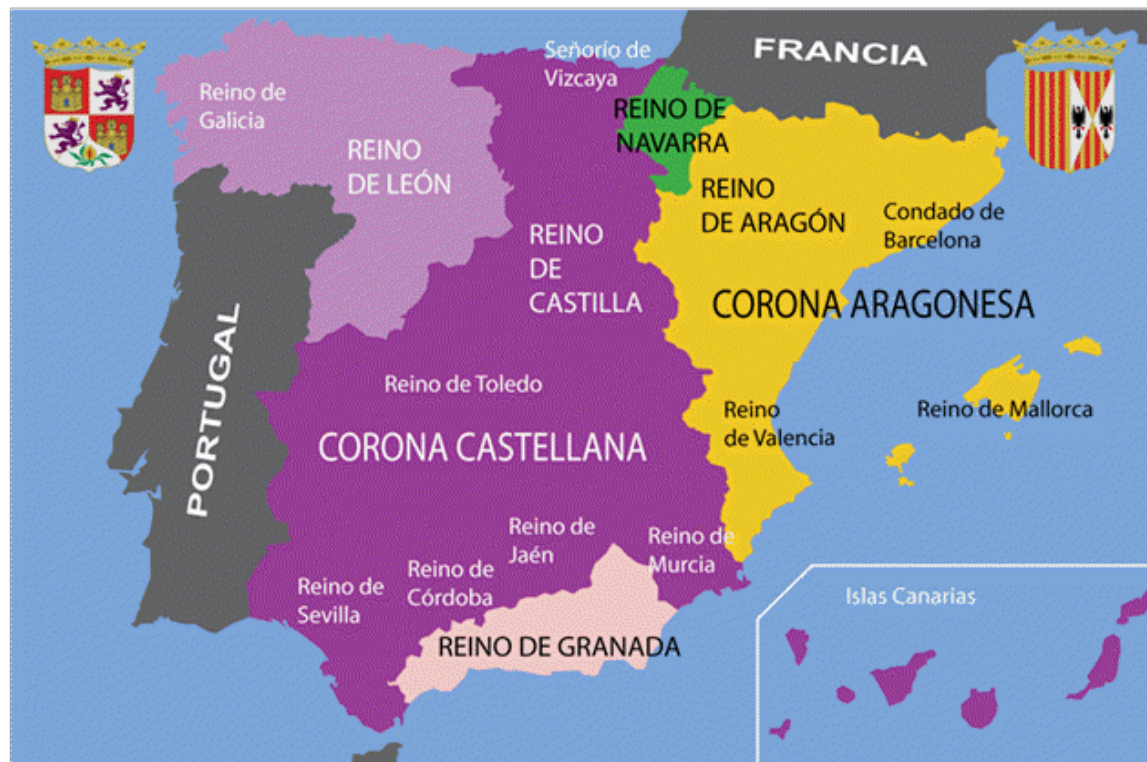 Señorío de
Vizcaya
FRANCIA
Reino de
Galicia
REINO DE
NAVARRA
REINO
DE LEÓN
REINO
DE ARAGÓN
Condado de
Barcelona
REINO
DE
CASTILLA
CORONA ARAGONESA
PORTUGAL
Reino de Toledo
Reino
de Valencia
Reino de Mallorca
CORONA CASTELLANA
Reino de
Jaén
Reino de
Murcia
Reino de
Córdoba
Reino de
Sevilla
REINO DE GRANADA
Islas Canarias